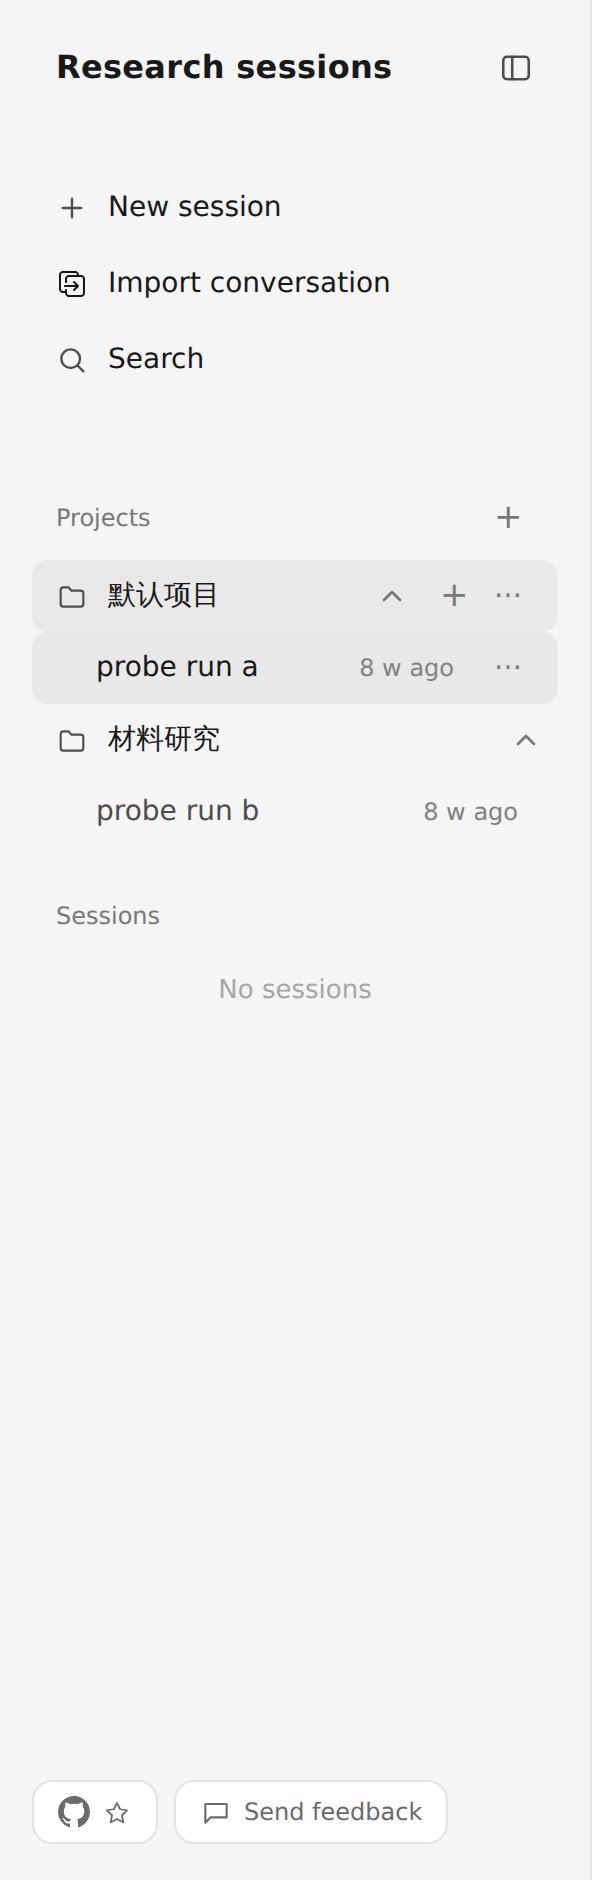 Research sessions
New session
Import conversation
Search
Projects
默认项目
probe run a 8 w ago
材料研究
probe run b 8 w ago
Sessions
No sessions
Send feedback